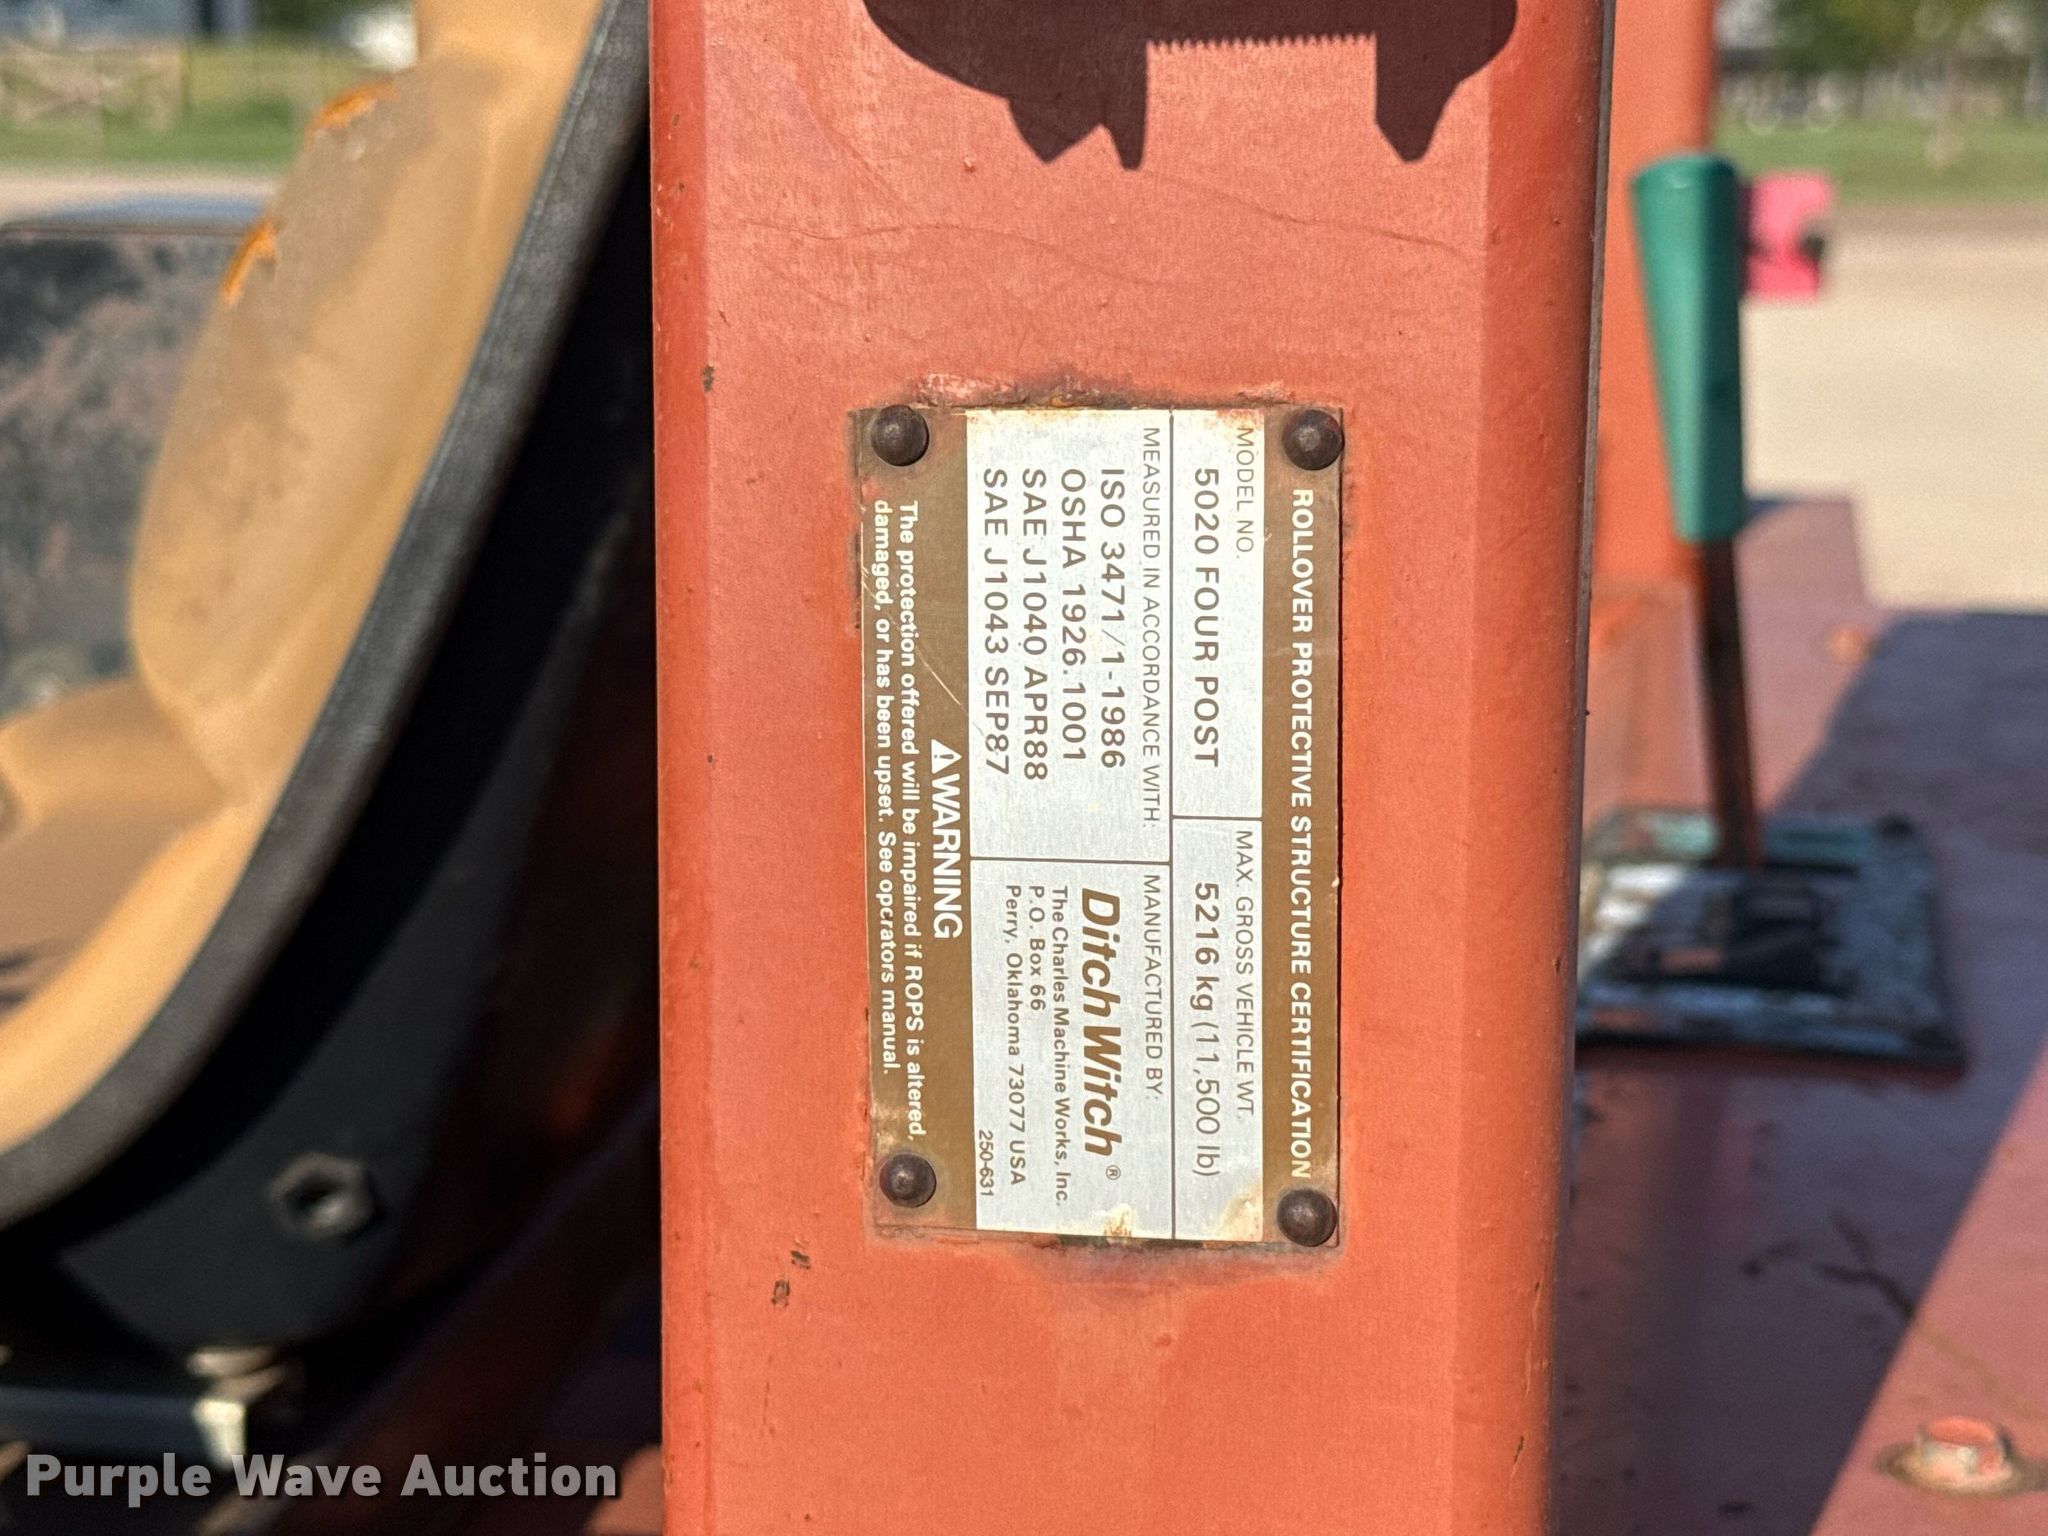 ROLLOVER PROTECTIVE STRUCTURE CERTIFICATION
MODEL NO.
5020 FOUR POST
MAX. GROSS VEHICLE WT.
5216 kg (11,500 lb)
MEASURED IN ACCORDANCE WITH:
ISO 3471/1-1986
OSHA 1926.1001
SAE J1040 APR88
SAE J1043 SEP87
MANUFACTURED BY:
Ditch Witch ®
The Charles Machine Works, Inc.
P.O. Box 66
Perry, Oklahoma 73077 USA
250-631
⚠WARNING
The protection offered will be impaired if ROPS is altered,
damaged, or has been upset. See operators manual.
Purple Wave Auction